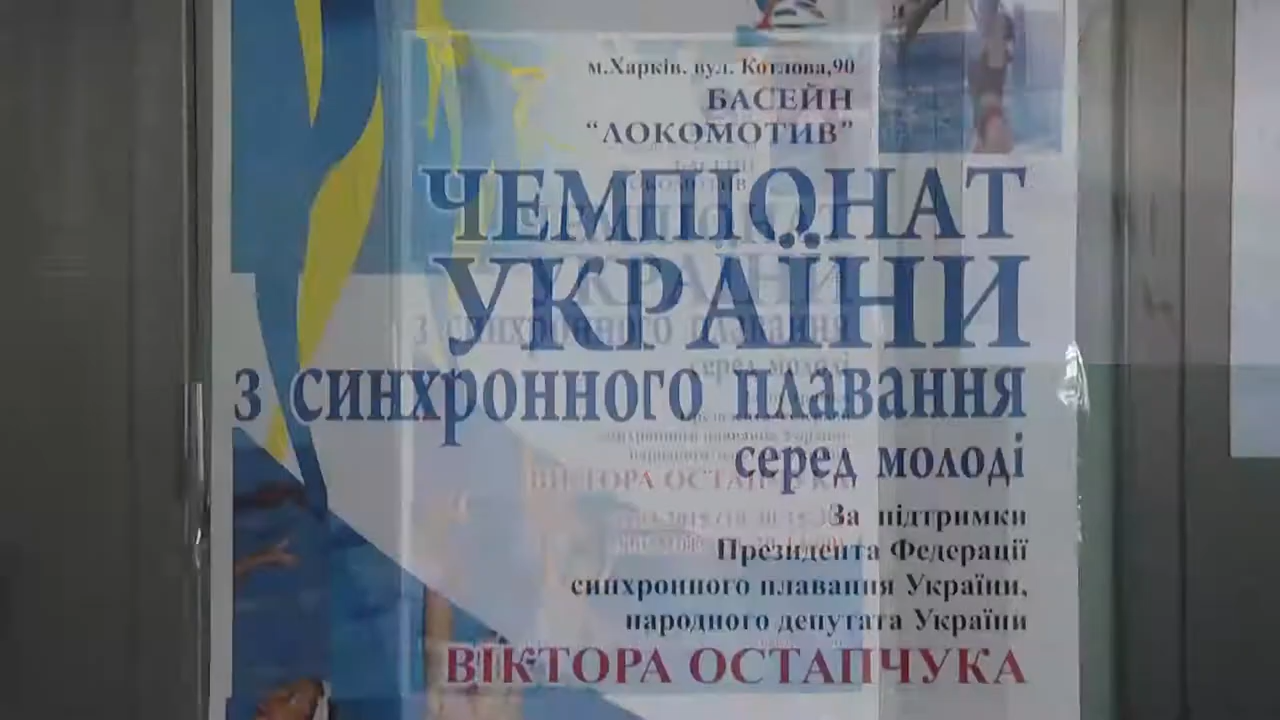 м.Харків. вул. Котлова,90
БАСЕЙН
“ЛОКОМОТИВ”
ЧЕМПІОНАТ
УКРАЇНИ
з синхронного плавання
серед молоді
За підтримки
Президента Федерації
синхронного плавання України,
народного депутата України
ВІКТОРА ОСТАПЧУКА